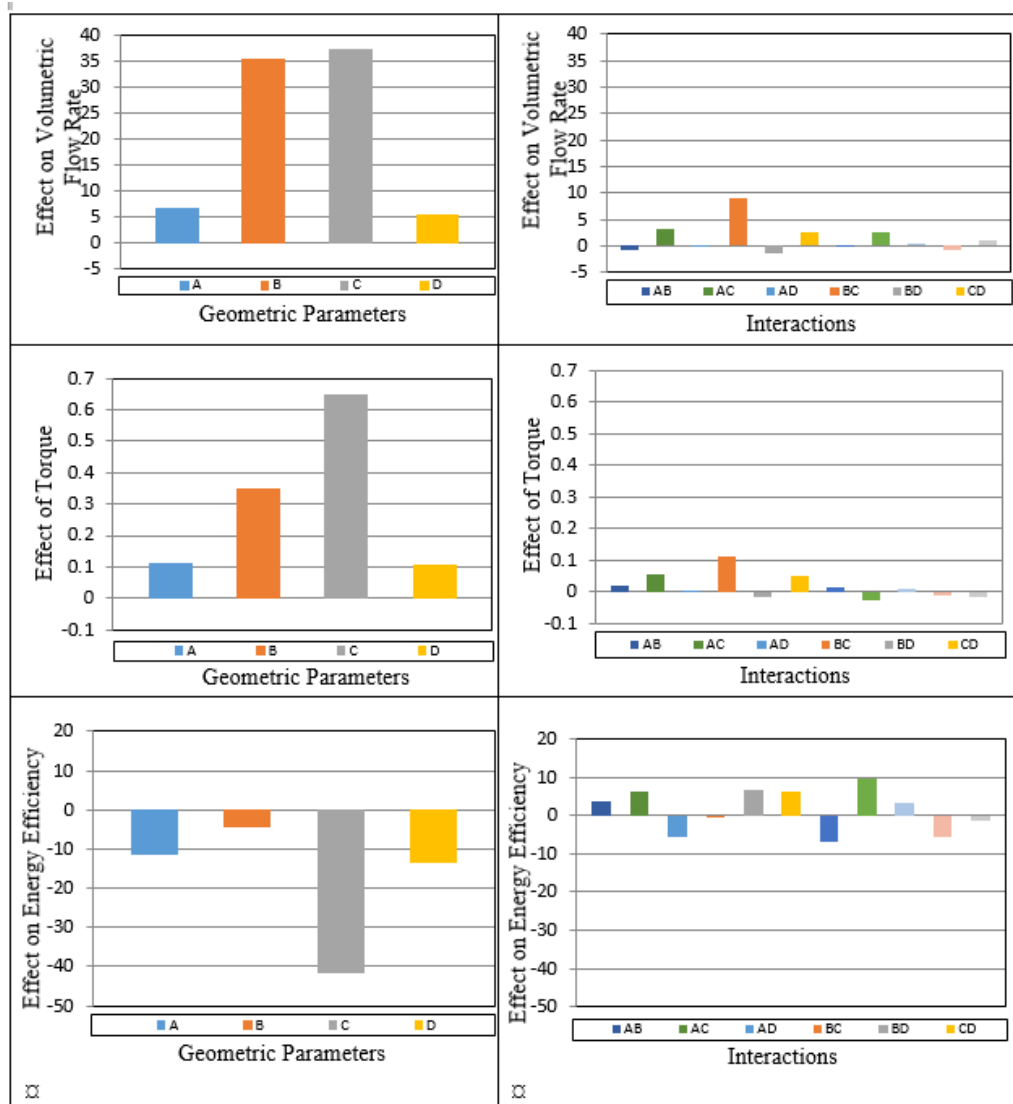 Effect on Volumetric
Flow Rate
40
35
30
25
20
15
10
5
0
-5
A B C D
Geometric Parameters
Effect on Volumetric
Flow Rate
40
35
30
25
20
15
10
5
0
-5
AB AC AD BC BD CD
Interactions
Effect of Torque
0.7
0.6
0.5
0.4
0.3
0.2
0.1
0
-0.1
A B C D
Geometric Parameters
Effect of Torque
0.7
0.6
0.5
0.4
0.3
0.2
0.1
0
-0.1
AB AC AD BC BD CD
Interactions
Effect on Energy Efficiency
20
10
0
-10
-20
-30
-40
-50
A B C D
Geometric Parameters
¤
Effect on Energy Efficiency
20
10
0
-10
-20
-30
-40
-50
AB AC AD BC BD CD
Interactions
¤